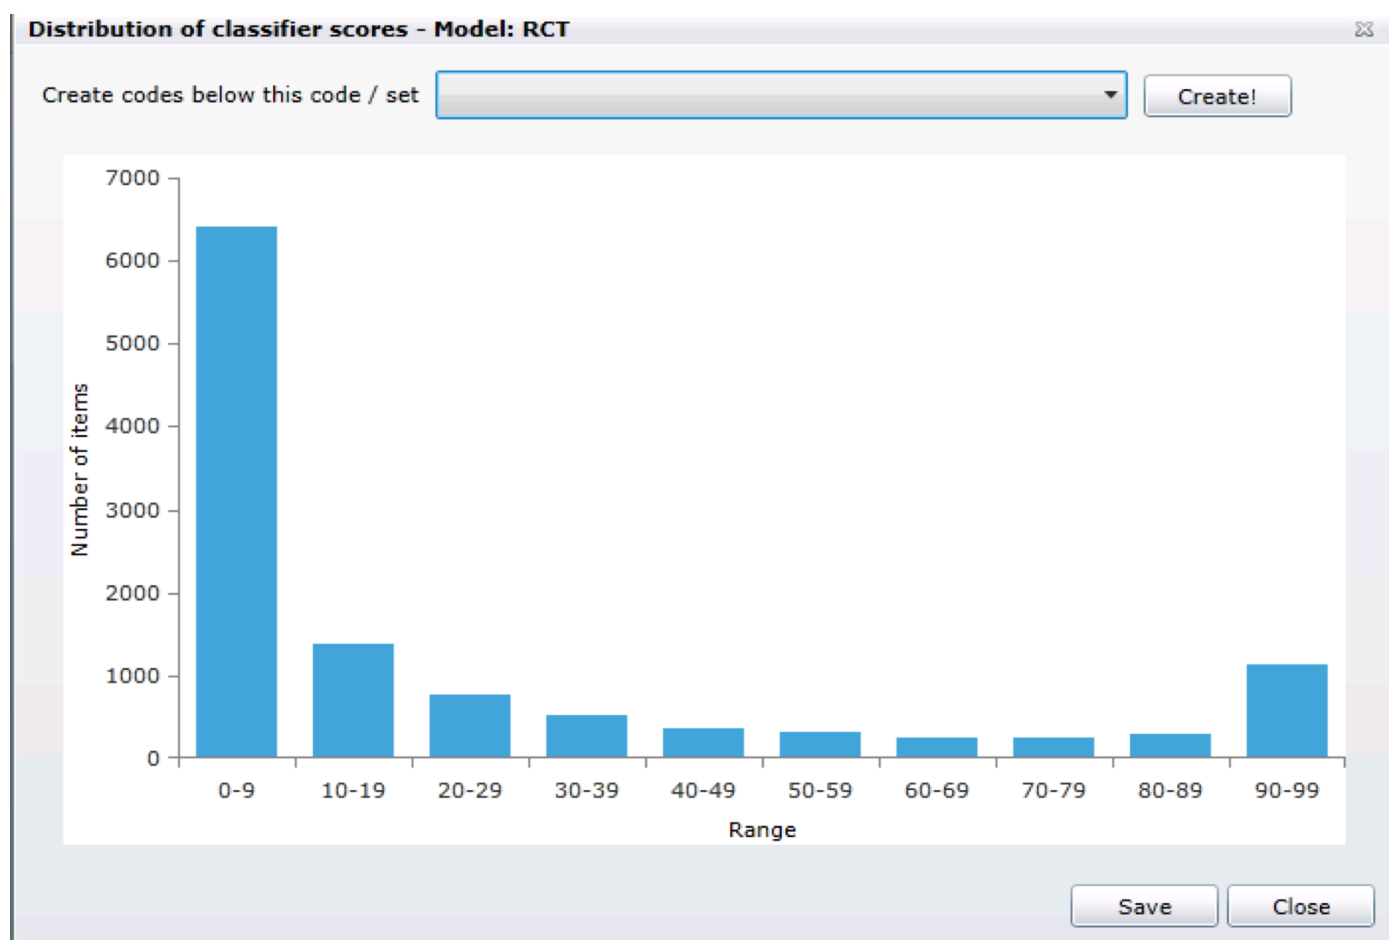 Distribution of classifier scores - Model: RCT
Create codes below this code / set
Create!
7000
6000
5000
4000
3000
2000
1000
0
Number of items
0-9 10-19 20-29 30-39 40-49 50-59 60-69 70-79 80-89 90-99
Range
Save Close